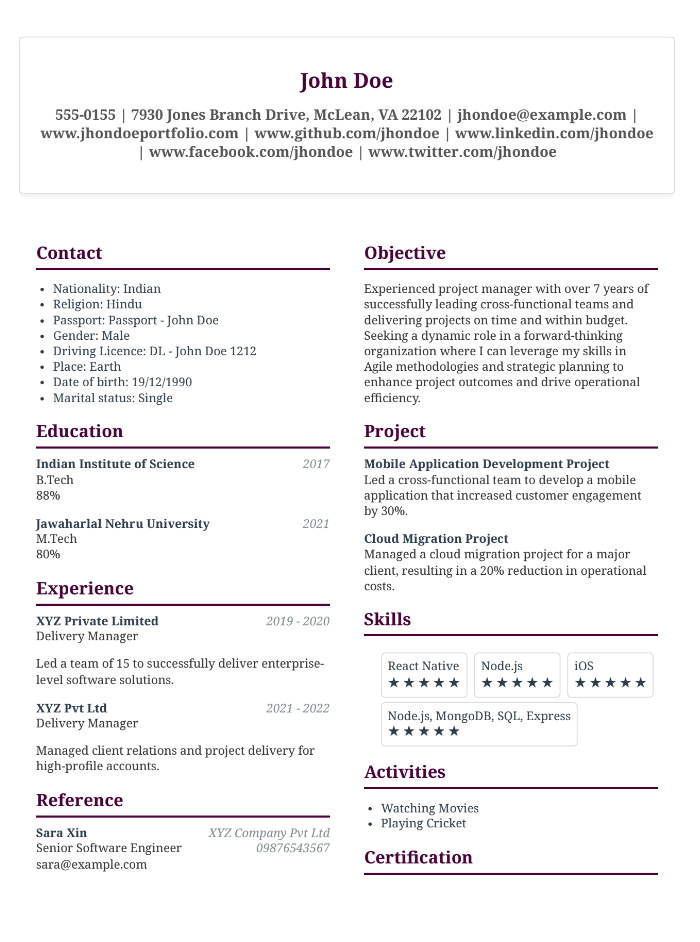 John Doe
555-0155 | 7930 Jones Branch Drive, McLean, VA 22102 | jhondoe@example.com |
www.jhondoeportfolio.com | www.github.com/jhondoe | www.linkedin.com/jhondoe
| www.facebook.com/jhondoe | www.twitter.com/jhondoe
Contact
• Nationality: Indian
• Religion: Hindu
• Passport: Passport - John Doe
• Gender: Male
• Driving Licence: DL - John Doe 1212
• Place: Earth
• Date of birth: 19/12/1990
• Marital status: Single
Education
Indian Institute of Science 2017
B.Tech
88%
Jawaharlal Nehru University 2021
M.Tech
80%
Experience
XYZ Private Limited 2019 - 2020
Delivery Manager
Led a team of 15 to successfully deliver enterprise-
level software solutions.
XYZ Pvt Ltd 2021 - 2022
Delivery Manager
Managed client relations and project delivery for
high-profile accounts.
Reference
Sara Xin XYZ Company Pvt Ltd
Senior Software Engineer 09876543567
sara@example.com
Objective
Experienced project manager with over 7 years of
successfully leading cross-functional teams and
delivering projects on time and within budget.
Seeking a dynamic role in a forward-thinking
organization where I can leverage my skills in
Agile methodologies and strategic planning to
enhance project outcomes and drive operational
efficiency.
Project
Mobile Application Development Project
Led a cross-functional team to develop a mobile
application that increased customer engagement
by 30%.
Cloud Migration Project
Managed a cloud migration project for a major
client, resulting in a 20% reduction in operational
costs.
Skills
React Native
★★★★★
Node.js
★★★★★
iOS
★★★★★
Node.js, MongoDB, SQL, Express
★★★★★
Activities
• Watching Movies
• Playing Cricket
Certification